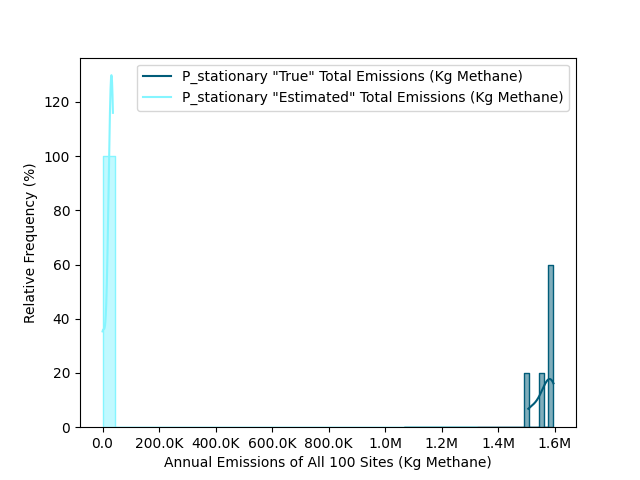 P_stationary "True" Total Emissions (Kg Methane)
P_stationary "Estimated" Total Emissions (Kg Methane)
120
100
80
60
40
20
0
Relative Frequency (%)
0.0 200.0K 400.0K 600.0K 800.0K 1.0M 1.2M 1.4M 1.6M
Annual Emissions of All 100 Sites (Kg Methane)